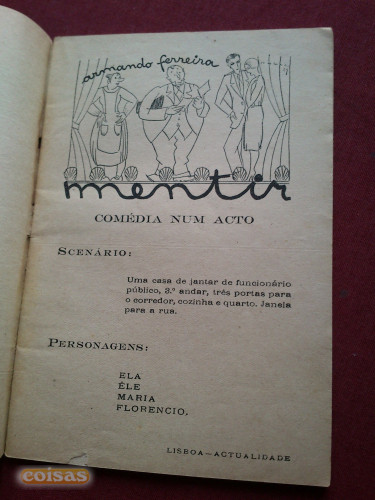 armando ferreira
mentir
COMÉDIA NUM ACTO
SCENÁRIO:
Uma casa de jantar de funcionário
público, 3.º andar, três portas para
o corredor, cozinha e quarto. Janela
para a rua.
PERSONAGENS:
ELA
ÊLE
MARIA
FLORENCIO.
LISBOA—ACTUALIDADE
coisas